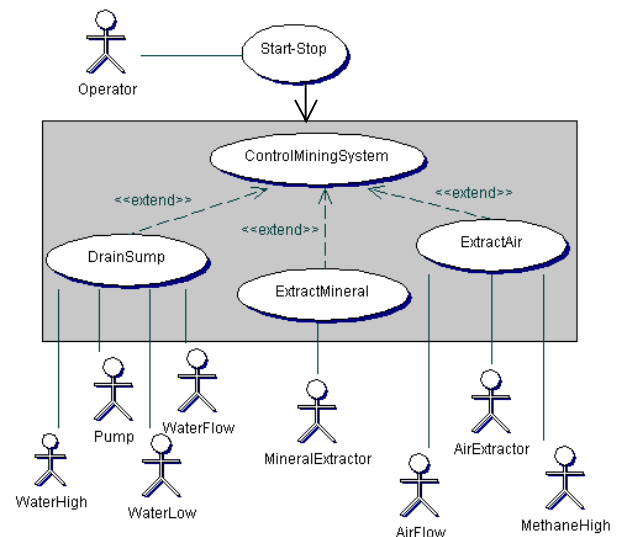 Start-Stop
Operator
ControlMiningSystem
<<extend>>
<<extend>>
<<extend>>
DrainSump
ExtractAir
ExtractMineral
WaterFlow
Pump
MineralExtractor
AirExtractor
WaterHigh
WaterLow
AirFlow
MethaneHigh